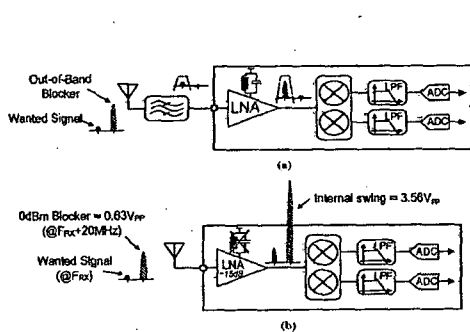 Out-of-Band
Blocker
Wanted Signal
LNA
LPF
ADC
LPF
ADC
(a)
Internal swing = 3.56VPP
0dBm Blocker = 0.63VPP
(@FRX+20MHz)
Wanted Signal
(@FRX)
LNA
~15dB
LPF
ADC
LPF
ADC
(b)